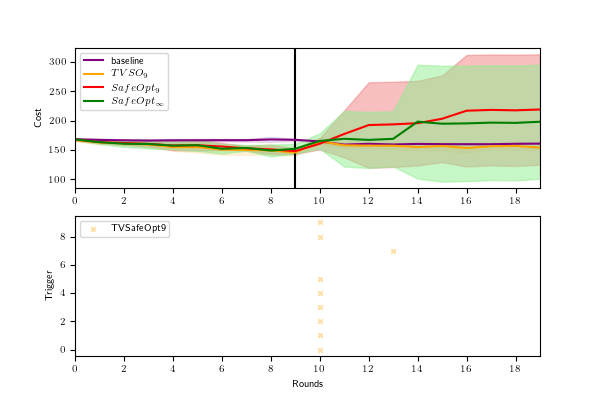 300
250
200
150
100
Cost
baseline
TVSO₉
SafeOpt₉
SafeOpt∞
0 2 4 6 8 10 12 14 16 18
8
6
4
2
0
Trigger
TVSafeOpt9
0 2 4 6 8 10 12 14 16 18
Rounds